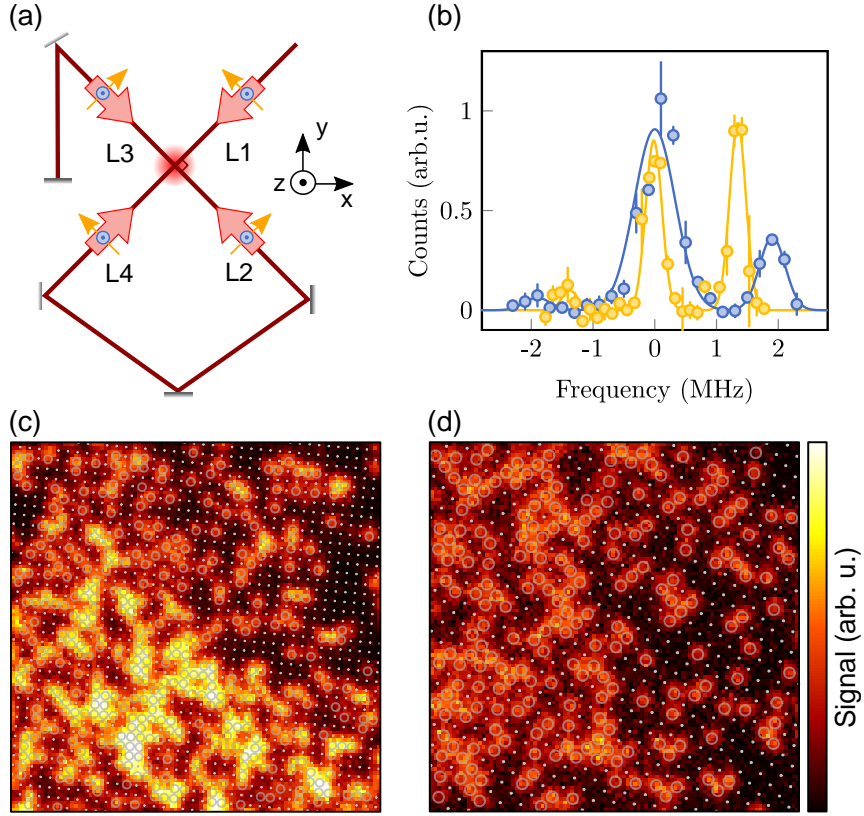 (a)
L3
L1
L4
L2
y
z
x
(b)
Counts (arb.u.)
1
0.5
0
-2
-1
0
1
2
Frequency (MHz)
(c)
(d)
Signal (arb. u.)